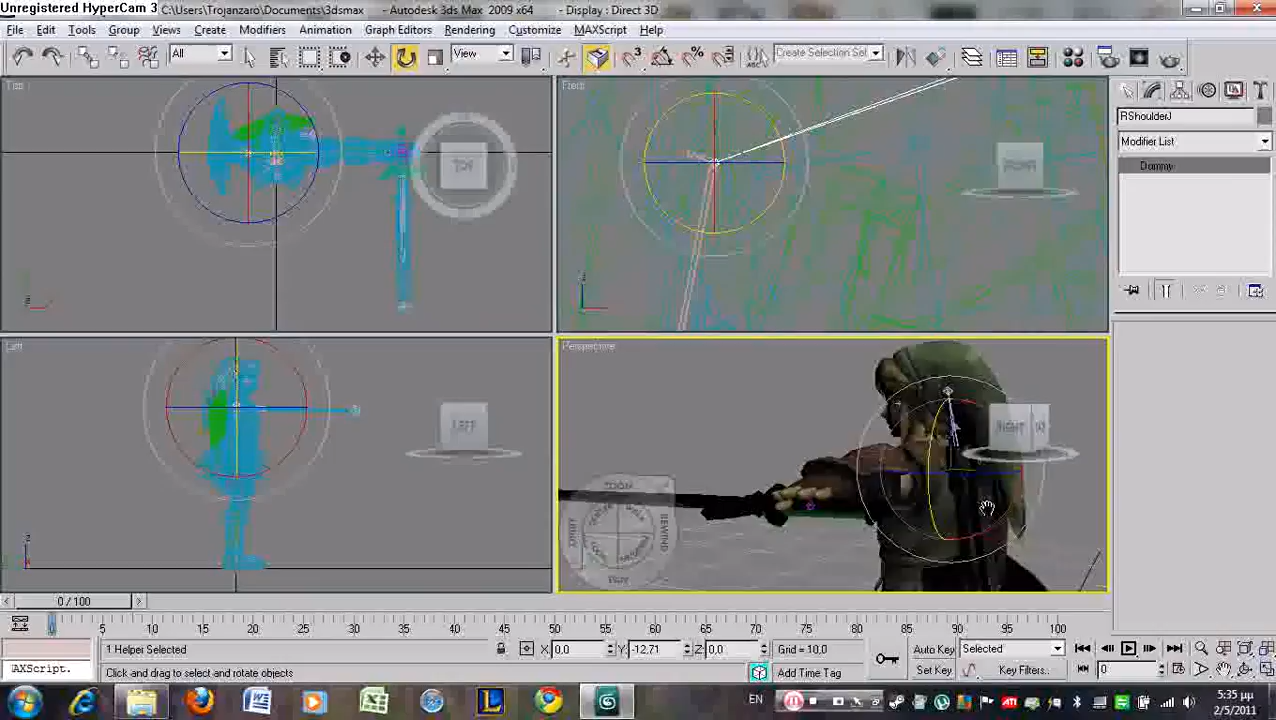 Unregistered HyperCam 3
C:\Users\Trojanzaro\Documents\3dsmax - Autodesk 3ds Max 2009 x64 - Display : Direct 3D
File Edit Tools Group Views Create Modifiers Animation Graph Editors Rendering Customize MAXScript Help
All View Create Selection Set
Top Front
TOP FRONT
RShoulderJ
Modifier List
Dummy
Left Perspective
LEFT RIGHT
ZOOM
REWIND
0 / 100
0 5 10 15 20 25 30 35 40 45 50 55 60 65 70 75 80 85 90 95 100
1 Helper Selected X: 0,0 Y: -12,71 Z: 0,0 Grid = 10,0 Auto Key Selected
AXScript. Click and drag to select and rotate objects Add Time Tag Set Key Key Filters... 0
EN 5:35 μμ
2/5/2011